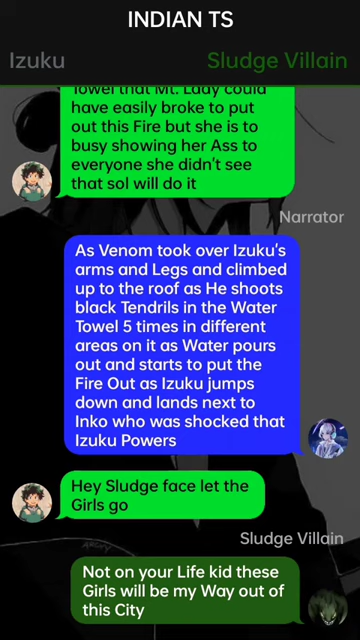 INDIAN TS
Izuku
Sludge Villain
Towel that Mt. Lady could
have easily broke to put
out this Fire but she is to
busy showing her Ass to
everyone she didn't see
that sol will do it
Narrator
As Venom took over Izuku's
arms and Legs and climbed
up to the roof as He shoots
black Tendrils in the Water
Towel 5 times in different
areas on it as Water pours
out and starts to put the
Fire Out as Izuku jumps
down and lands next to
Inko who was shocked that
Izuku Powers
Hey Sludge face let the
Girls go
Sludge Villain
Not on your Life kid these
Girls will be my Way out of
this City